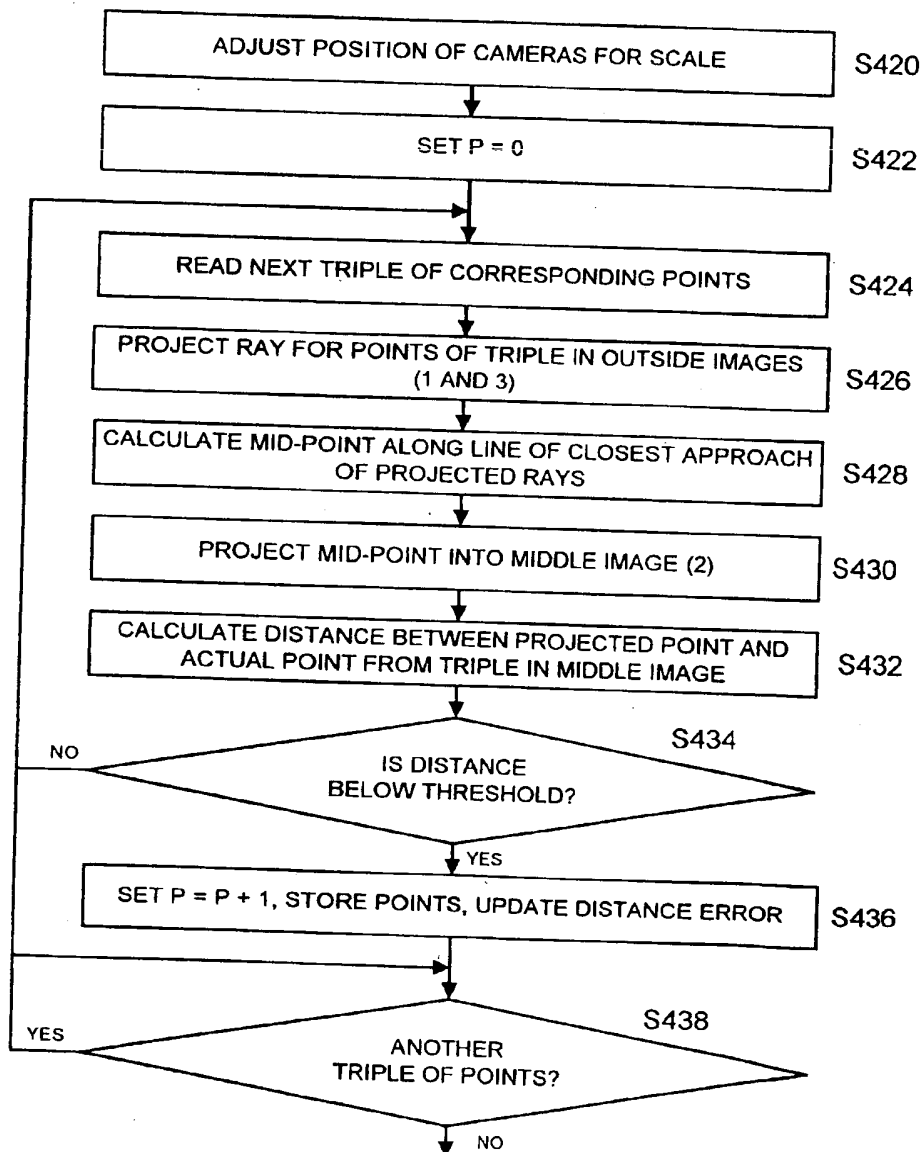 ADJUST POSITION OF CAMERAS FOR SCALE
S420
SET P = 0
S422
READ NEXT TRIPLE OF CORRESPONDING POINTS
S424
PROJECT RAY FOR POINTS OF TRIPLE IN OUTSIDE IMAGES
(1 AND 3)
S426
CALCULATE MID-POINT ALONG LINE OF CLOSEST APPROACH
OF PROJECTED RAYS
S428
PROJECT MID-POINT INTO MIDDLE IMAGE (2)
S430
CALCULATE DISTANCE BETWEEN PROJECTED POINT AND
ACTUAL POINT FROM TRIPLE IN MIDDLE IMAGE
S432
S434
NO
IS DISTANCE
BELOW THRESHOLD?
YES
SET P = P + 1, STORE POINTS, UPDATE DISTANCE ERROR
S436
S438
YES
ANOTHER
TRIPLE OF POINTS?
NO